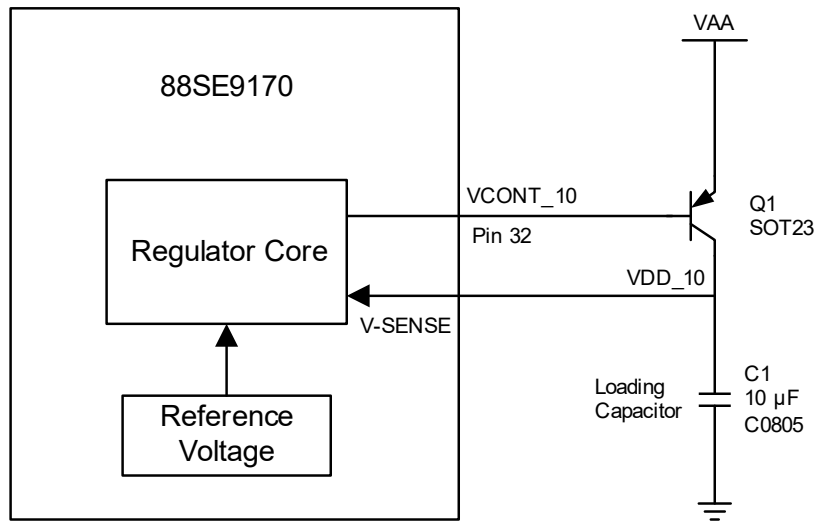 VAA
88SE9170
VCONT_10
Pin 32
Q1
SOT23
Regulator Core
VDD_10
V-SENSE
Loading
Capacitor
C1
10 µF
C0805
Reference
Voltage